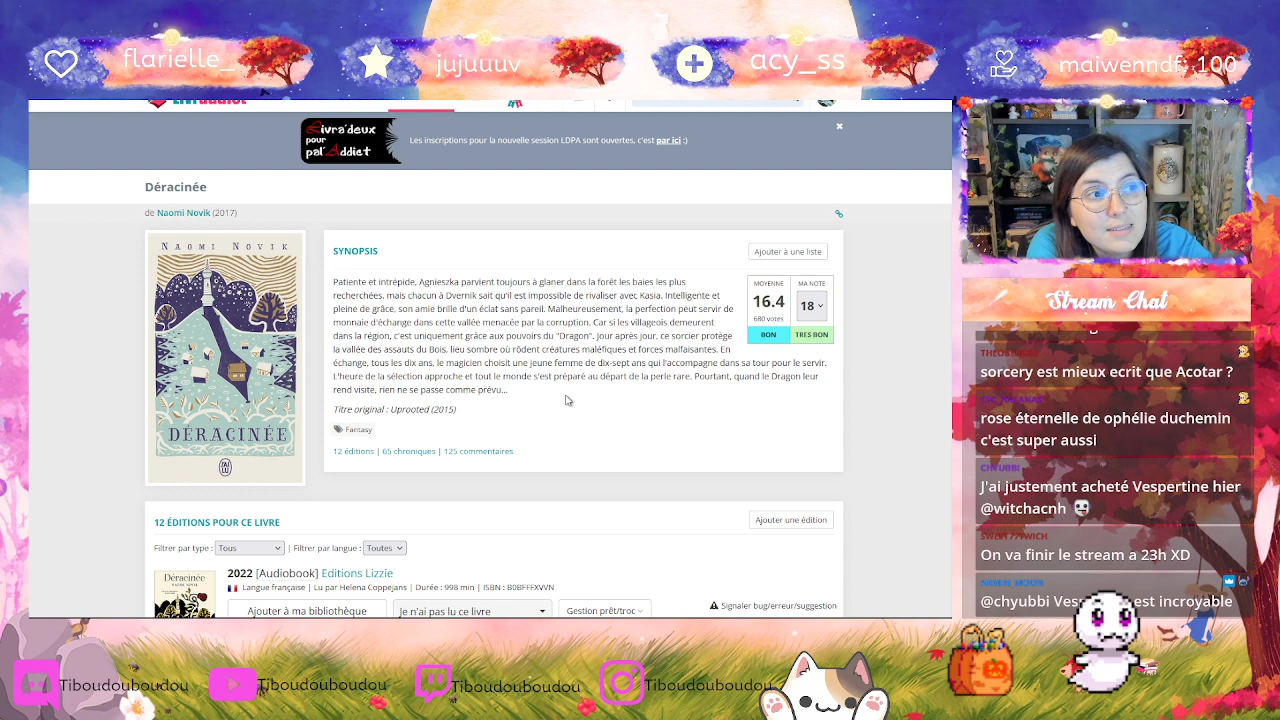 flarielle_
jujuuuv
acy_ss
maiwenndf: 100
Livraddict
Livra'deux
pour
pal'Addict
Les inscriptions pour la nouvelle session LDPA sont ouvertes, c'est par ici :)
Déracinée
de Naomi Novik (2017)
NAOMI NOVIK
DÉRACINÉE
SYNOPSIS
Ajouter à une liste
Patiente et intrépide, Agnieszka parvient toujours à glaner dans la forêt les baies les plus
recherchées, mais chacun à Dvernik sait qu'il est impossible de rivaliser avec Kasia. Intelligente et
pleine de grâce, son amie brille d'un éclat sans pareil. Malheureusement, la perfection peut servir de
monnaie d'échange dans cette vallée menacée par la corruption. Car si les villageois demeurent
dans la région, c'est uniquement grâce aux pouvoirs du "Dragon". Jour après jour, ce sorcier protège
la vallée des assauts du Bois, lieu sombre où rôdent créatures maléfiques et forces malfaisantes. En
échange, tous les dix ans, le magicien choisit une jeune femme de dix-sept ans qui l'accompagne dans sa tour pour le servir.
L'heure de la sélection approche et tout le monde s'est préparé au départ de la perle rare. Pourtant, quand le Dragon leur
rend visite, rien ne se passe comme prévu...
MOYENNE
16.4
680 votes
BON
MA NOTE
18
TRES BON
Titre original : Uprooted (2015)
Fantasy
12 éditions | 65 chroniques | 125 commentaires
12 ÉDITIONS POUR CE LIVRE
Ajouter une édition
Filtrer par type : Tous | Filtrer par langue : Toutes
Déracinée
2022 [Audiobook] Editions Lizzie
Langue française | Lu par Helena Coppejans | Durée : 998 min | ISBN : B0BFFFXVVN
Ajouter à ma bibliothèque
Je n'ai pas lu ce livre
Gestion prêt/troc
Signaler bug/erreur/suggestion
Stream Chat
sorcery est mieux ecrit que Acotar ?
rose éternelle de ophélie duchemin
c'est super aussi
CHYUBBI
J'ai justement acheté Vespertine hier
@witchacnh
On va finir le stream a 23h XD
@chyubbi
est incroyable
Tiboudouboudou
Tiboudouboudou
Tiboudouboudou
Tiboudouboudou